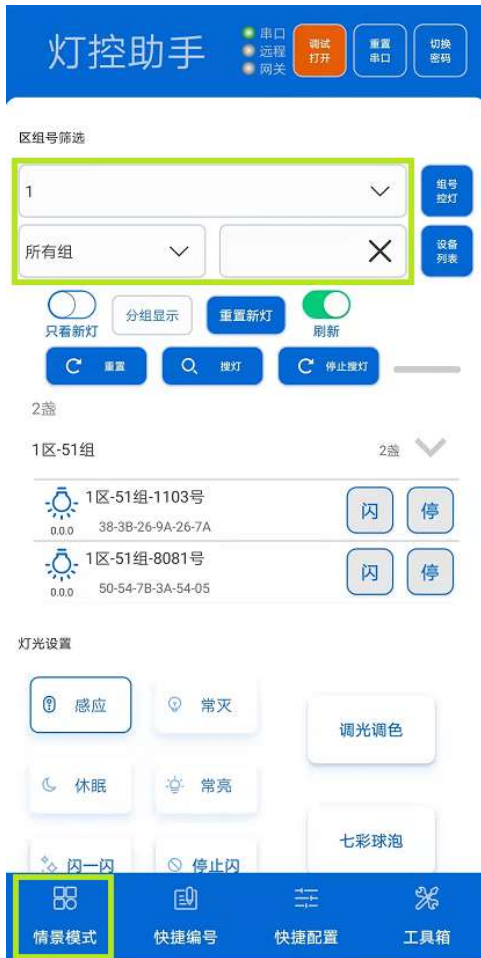 灯控助手
串口
远程
网关
调试
打开
重置
串口
切换
密码
区组号筛选
1
组号
控灯
所有组
设备
列表
只看新灯
分组显示
重置新灯
刷新
重置
搜灯
停止搜灯
2盏
1区-51组
2盏
1区-51组-1103号
0.0.0
38-3B-26-9A-26-7A
闪
停
1区-51组-8081号
0.0.0
50-54-7B-3A-54-05
闪
停
灯光设置
感应
常灭
调光调色
休眠
常亮
七彩球泡
闪一闪
停止闪
情景模式
快捷编号
快捷配置
工具箱